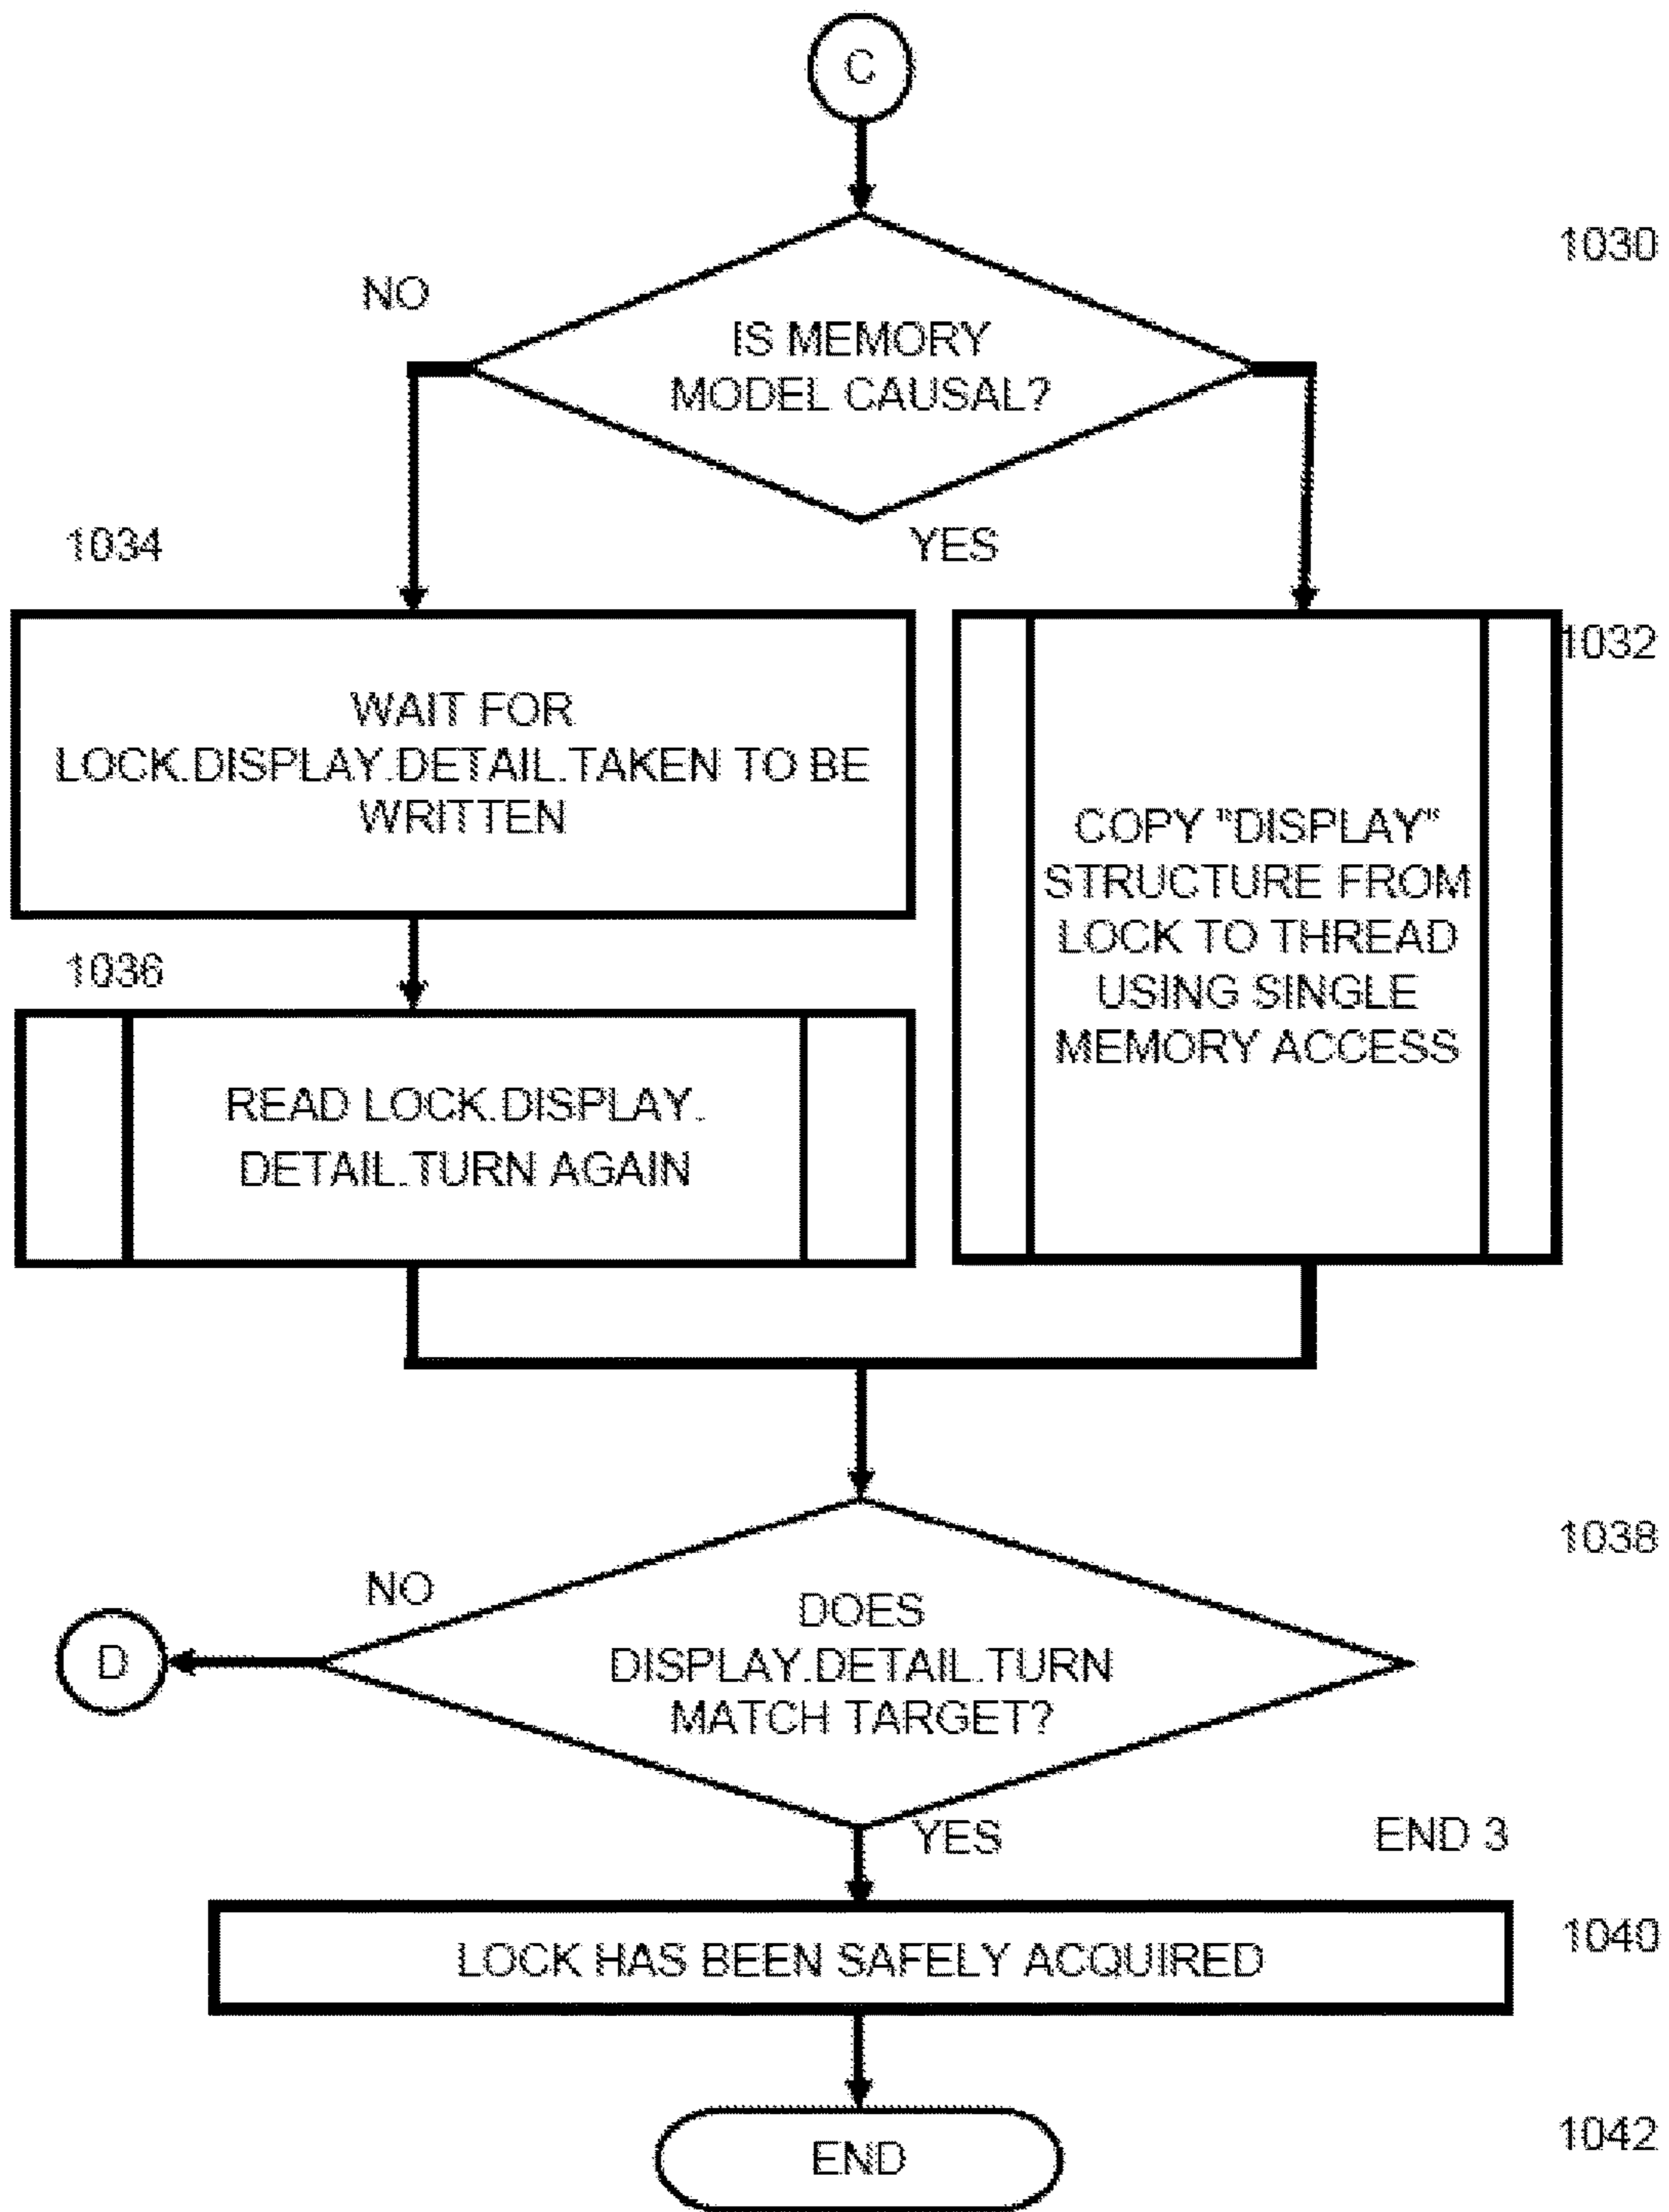 C
1030
NO
IS MEMORY
MODEL CAUSAL?
YES
1034
1032
WAIT FOR
LOCK.DISPLAY.DETAIL.TAKEN TO BE
WRITTEN
COPY "DISPLAY"
STRUCTURE FROM
LOCK TO THREAD
USING SINGLE
MEMORY ACCESS
1036
READ LOCK.DISPLAY.
DETAIL.TURN AGAIN
1038
NO
D
DOES
DISPLAY.DETAIL.TURN
MATCH TARGET?
YES
END 3
LOCK HAS BEEN SAFELY ACQUIRED
1040
END
1042